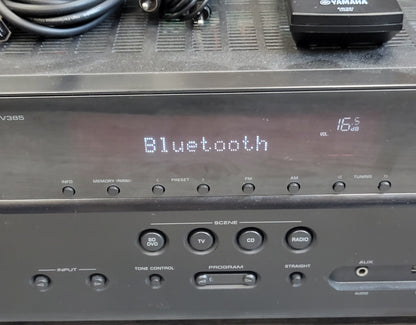 YAMAHA
V385
VOL
16.5
dB
Bluetooth
INFO
MEMORY
PRESET
FM
AM
TUNING
SCENE
BD
DVD
TV
CD
RADIO
INPUT
TONE CONTROL
PROGRAM
STRAIGHT
AUX
AUDIO